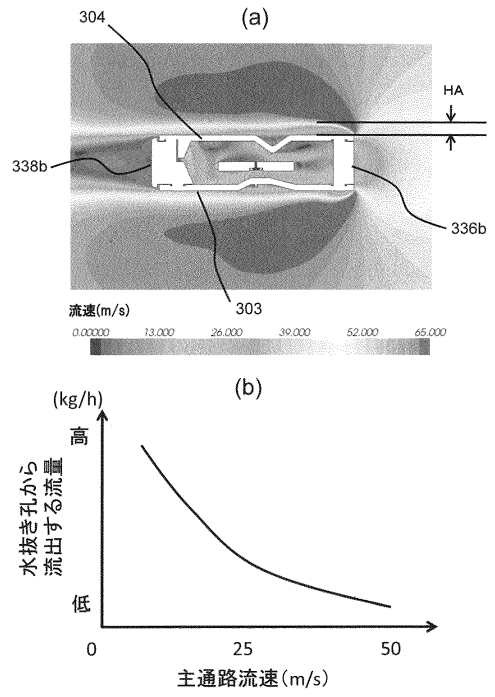 (a)
304
HA
338b
336b
303
流速(m/s)
0.00000 13.000 26.000 39.000 52.000 65.000
(b)
(kg/h)
高
水抜き孔から
流出する流量
低
0 25 50
主通路流速(m/s)